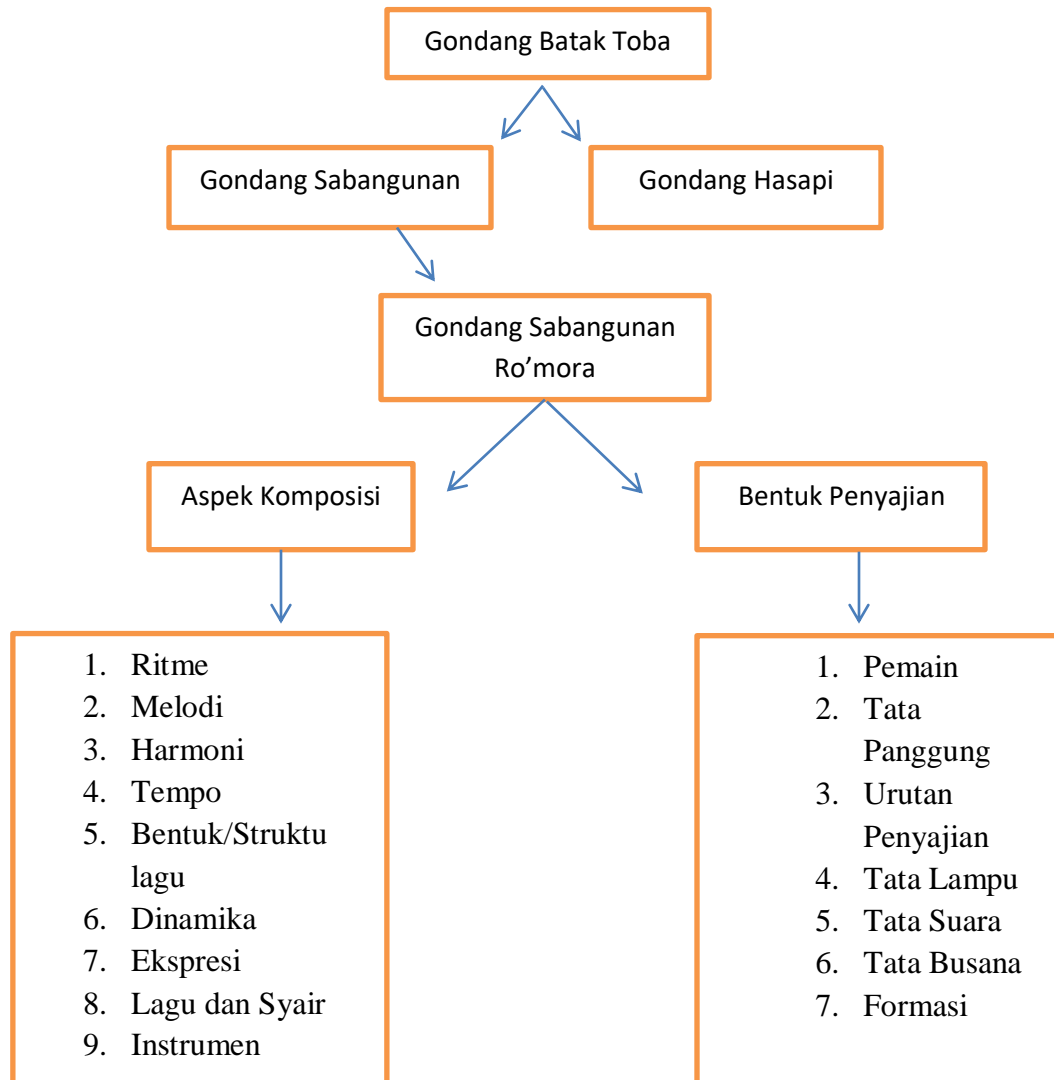 Gondang Batak Toba
Gondang Sabangunan
Gondang Hasapi
Gondang Sabangunan
Ro’mora
Aspek Komposisi
Bentuk Penyajian
1. Ritme
2. Melodi
3. Harmoni
4. Tempo
5. Bentuk/Struktu
lagu
6. Dinamika
7. Ekspresi
8. Lagu dan Syair
9. Instrumen
1. Pemain
2. Tata
Panggung
3. Urutan
Penyajian
4. Tata Lampu
5. Tata Suara
6. Tata Busana
7. Formasi